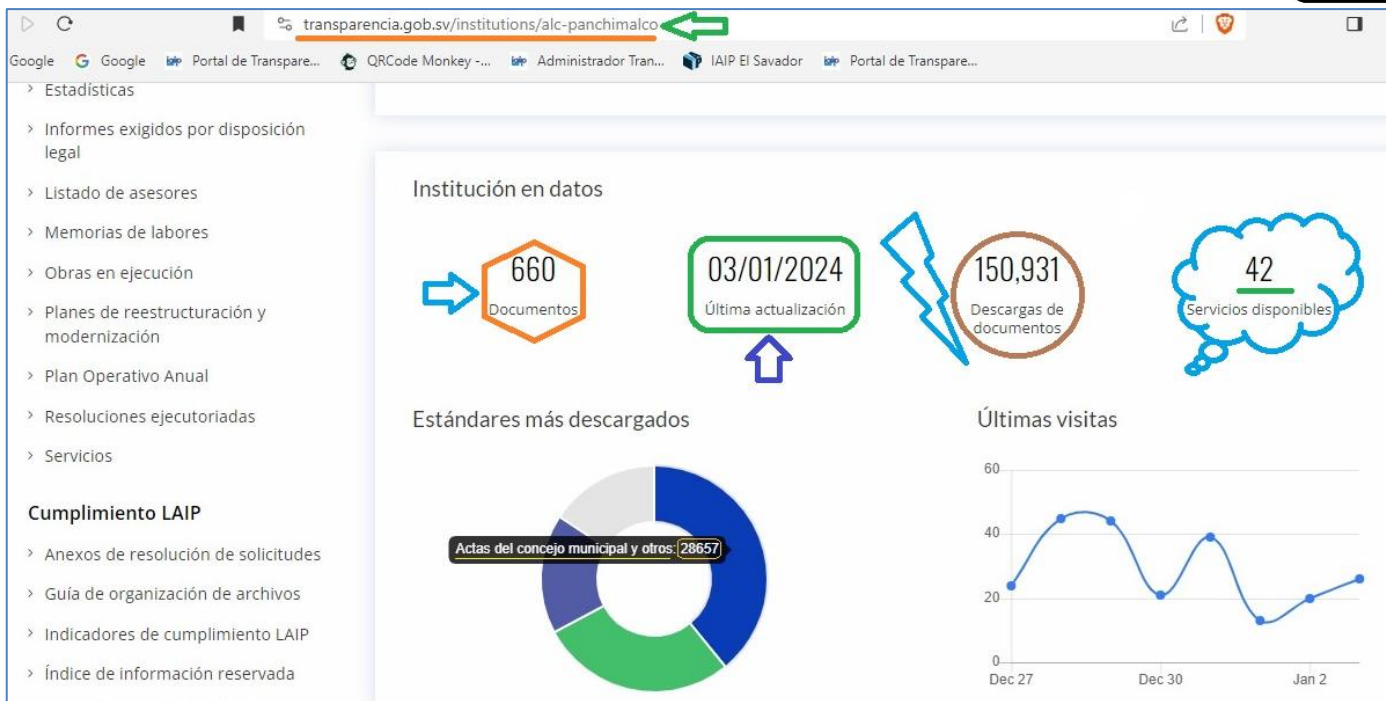 transparencia.gob.sv/institutions/alc-panchimalco
Google
Google
Portal de Transpare...
QRCode Monkey -...
Administrador Tran...
IAIP El Savador
Portal de Transpare...
Estadísticas
Informes exigidos por disposición
legal
Listado de asesores
Memorias de labores
Obras en ejecución
Planes de reestructuración y
modernización
Plan Operativo Anual
Resoluciones ejecutoriadas
Servicios
Cumplimiento LAIP
Anexos de resolución de solicitudes
Guía de organización de archivos
Indicadores de cumplimiento LAIP
Índice de información reservada
Institución en datos
660
Documentos
03/01/2024
Última actualización
150,931
Descargas de
documentos
42
Servicios disponibles
Estándares más descargados
Actas del concejo municipal y otros: 28657
Últimas visitas
60
40
20
0
Dec 27
Dec 30
Jan 2